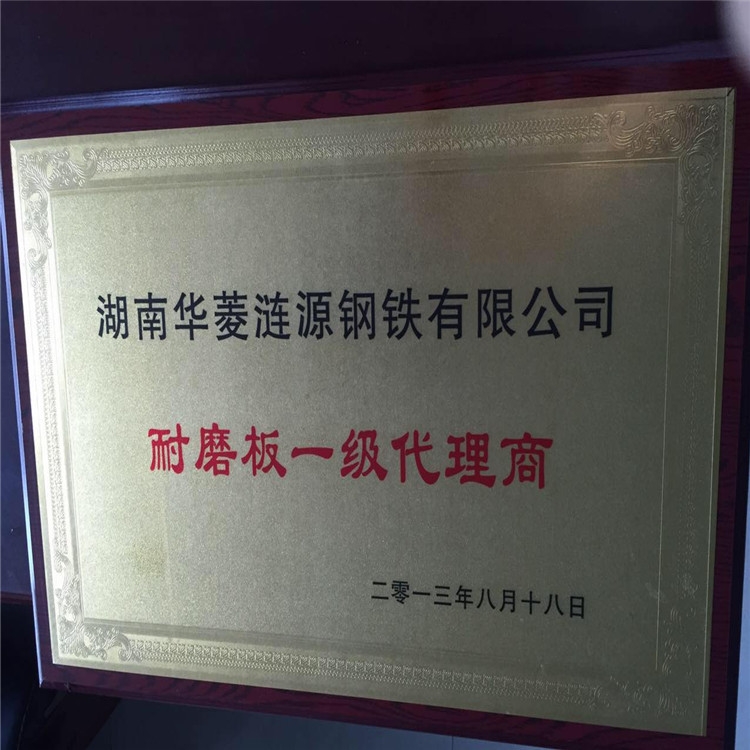 湖南华菱涟源钢铁有限公司
耐磨板一级代理商
二零一三年八月十八日